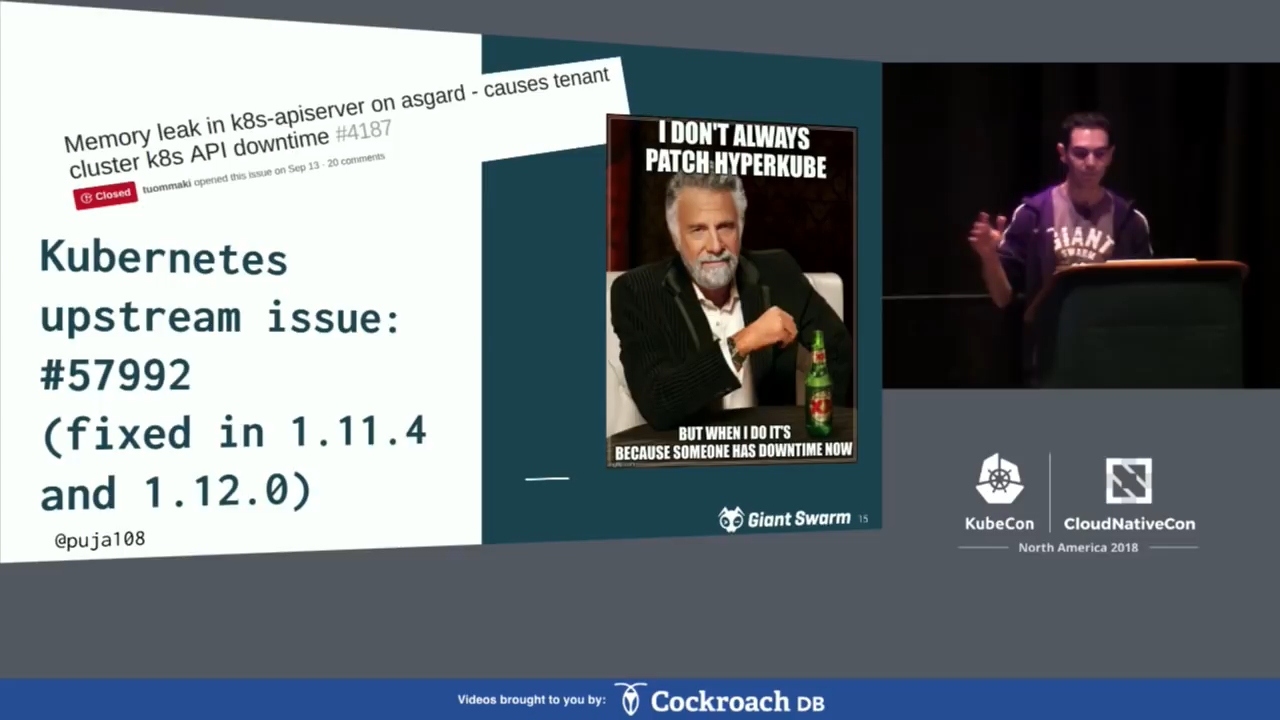 Memory leak in k8s-apiserver on asgard - causes tenant
cluster k8s API downtime #4187
Closed tuommaki opened this issue on Sep 13 · 20 comments
Kubernetes
upstream issue:
#57992
(fixed in 1.11.4
and 1.12.0)
@puja108
I DON'T ALWAYS
PATCH HYPERKUBE
BUT WHEN I DO IT'S
BECAUSE SOMEONE HAS DOWNTIME NOW
Giant Swarm 15
GIANT
SWARM
KubeCon
CloudNativeCon
North America 2018
Videos brought to you by: Cockroach DB